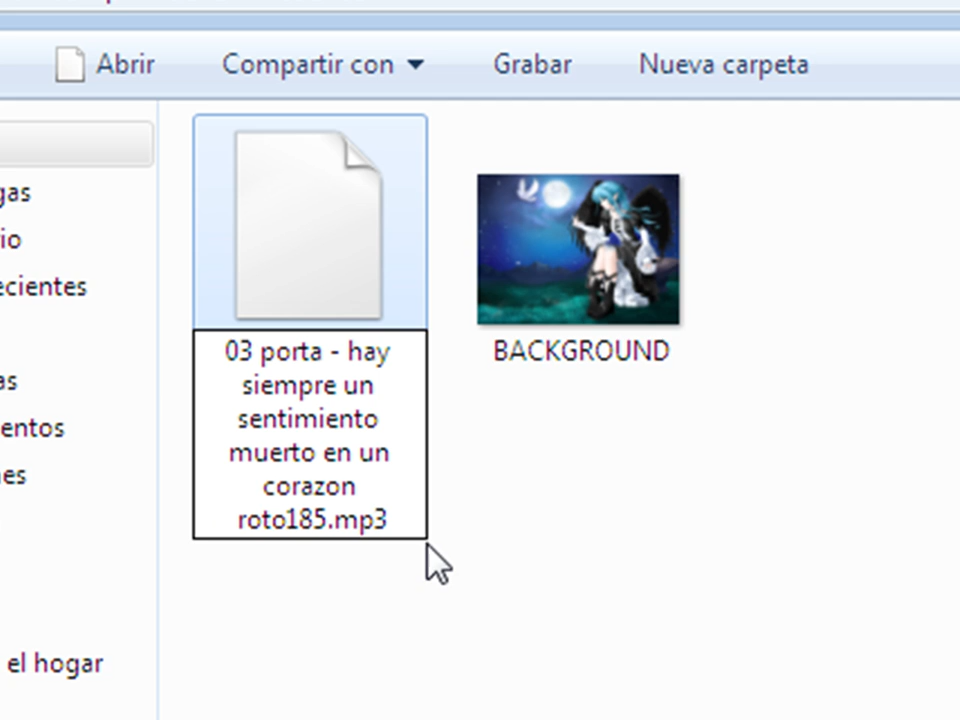 Abrir Compartir con Grabar Nueva carpeta
gas
io
ecientes
as
entos
nes
el hogar
03 porta - hay
siempre un
sentimiento
muerto en un
corazon
roto185.mp3
BACKGROUND